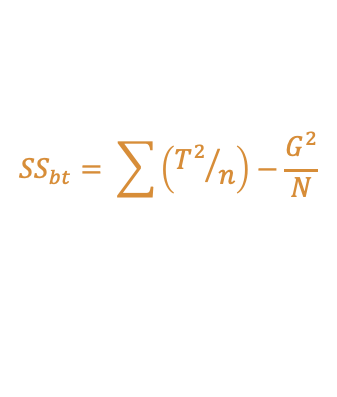 SS_bt = ∑(T²/n) − G²/N